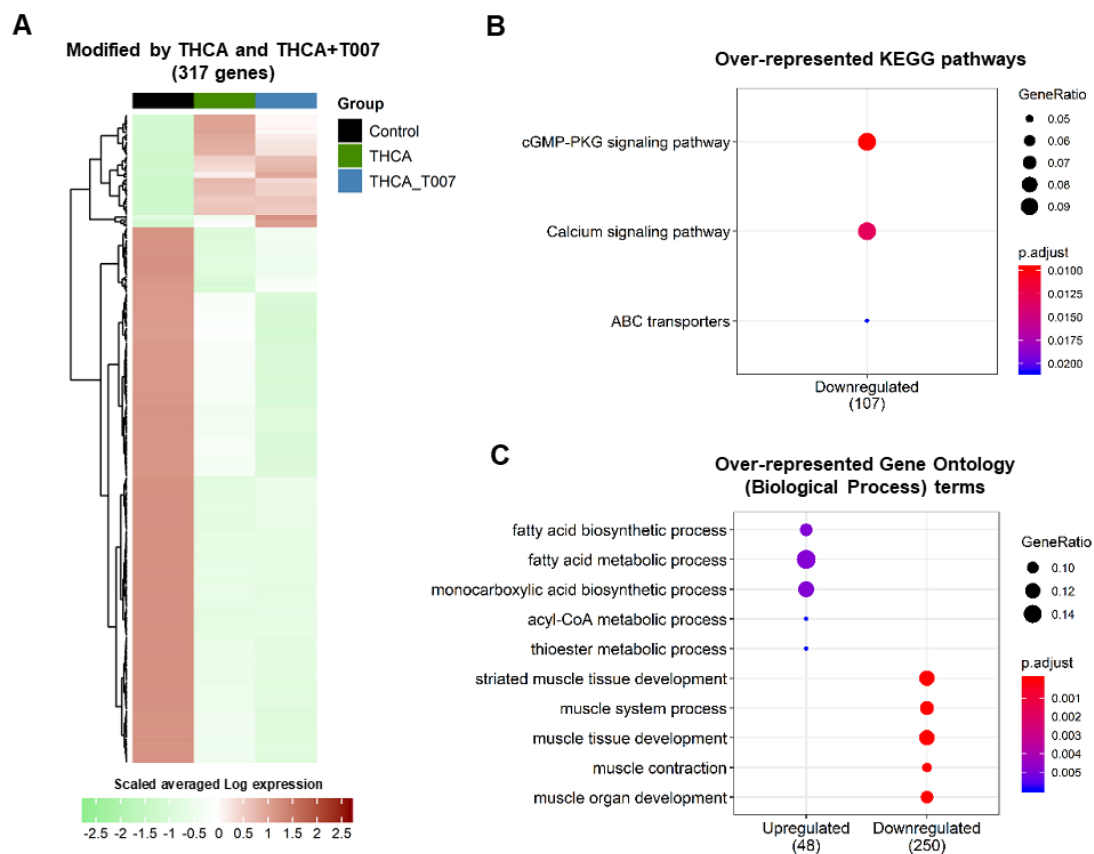 A
Modified by THCA and THCA+T007
(317 genes)
Group
Control
THCA
THCA_T007
Scaled averaged Log expression
-2.5 -2 -1.5 -1 -0.5 0 0.5 1 1.5 2 2.5
B
Over-represented KEGG pathways
cGMP-PKG signaling pathway
Calcium signaling pathway
ABC transporters
Downregulated
(107)
GeneRatio
0.05
0.06
0.07
0.08
0.09
p.adjust
0.0100
0.0125
0.0150
0.0175
0.0200
C
Over-represented Gene Ontology
(Biological Process) terms
fatty acid biosynthetic process
fatty acid metabolic process
monocarboxylic acid biosynthetic process
acyl-CoA metabolic process
thioester metabolic process
striated muscle tissue development
muscle system process
muscle tissue development
muscle contraction
muscle organ development
Upregulated Downregulated
(48) (250)
GeneRatio
0.10
0.12
0.14
p.adjust
0.001
0.002
0.003
0.004
0.005